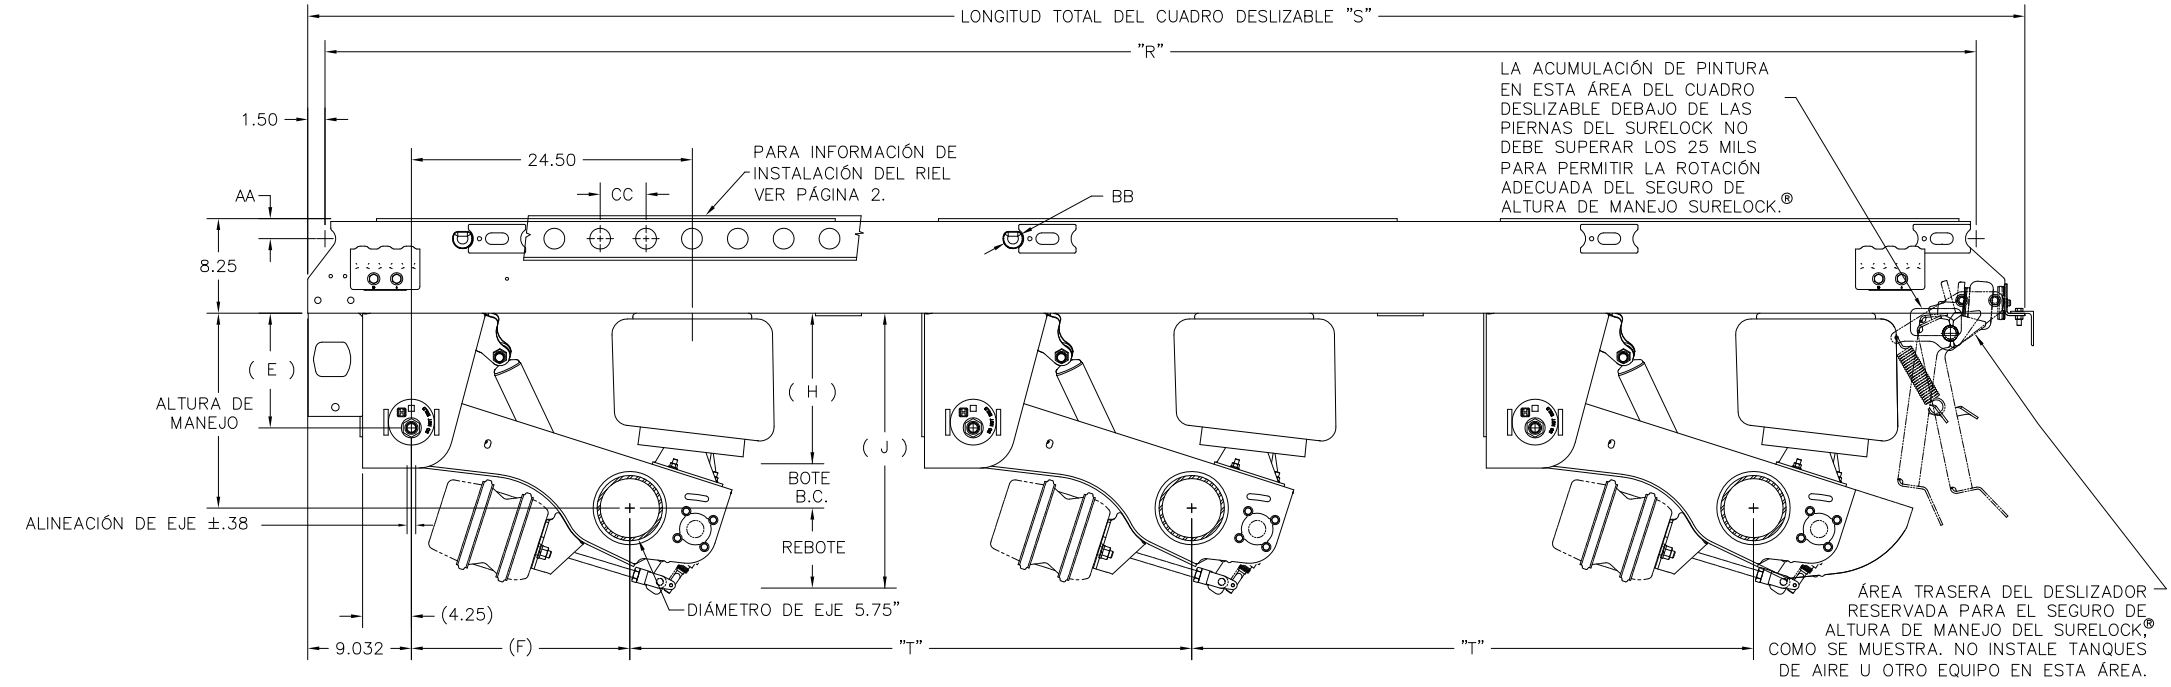 LONGITUD TOTAL DEL CUADRO DESLIZABLE "S"
"R"
LA ACUMULACIÓN DE PINTURA
EN ESTA ÁREA DEL CUADRO
DESLIZABLE DEBAJO DE LAS
PIERNAS DEL SURELOCK NO
DEBE SUPERAR LOS 25 MILS
PARA PERMITIR LA ROTACIÓN
ADECUADA DEL SEGURO DE
ALTURA DE MANEJO SURELOCK.®
1.50
24.50
PARA INFORMACIÓN DE
INSTALACIÓN DEL RIEL
VER PÁGINA 2.
AA
CC
BB
8.25
( E )
ALTURA DE
MANEJO
( H )
( J )
BOTE
B.C.
ALINEACIÓN DE EJE ±.38
REBOTE
DIÁMETRO DE EJE 5.75"
(4.25)
9.032
(F)
"T"
"T"
ÁREA TRASERA DEL DESLIZADOR
RESERVADA PARA EL SEGURO DE
ALTURA DE MANEJO DEL SURELOCK,®
COMO SE MUESTRA. NO INSTALE TANQUES
DE AIRE U OTRO EQUIPO EN ESTA ÁREA.